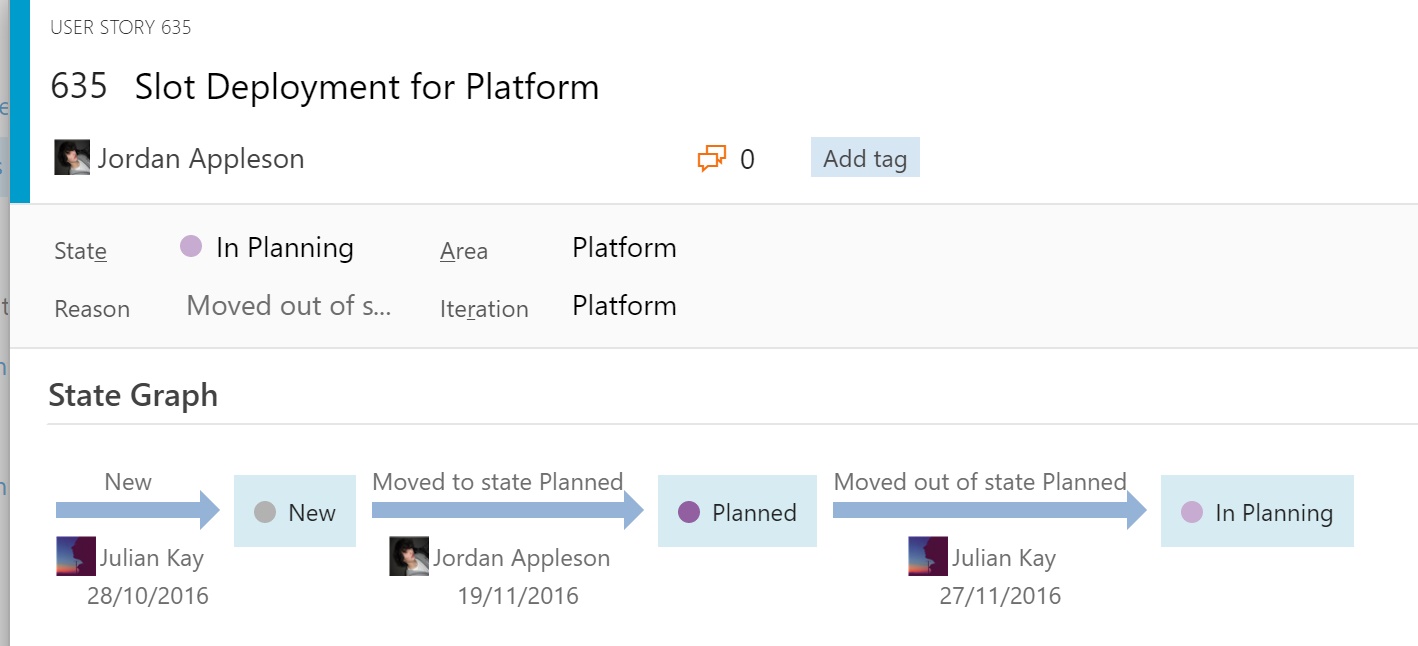 USER STORY 635
635 Slot Deployment for Platform
Jordan Appleson 0 Add tag
State In Planning Area Platform
Reason Moved out of s... Iteration Platform
State Graph
New Moved to state Planned Moved out of state Planned
New Planned In Planning
Julian Kay Jordan Appleson Julian Kay
28/10/2016 19/11/2016 27/11/2016